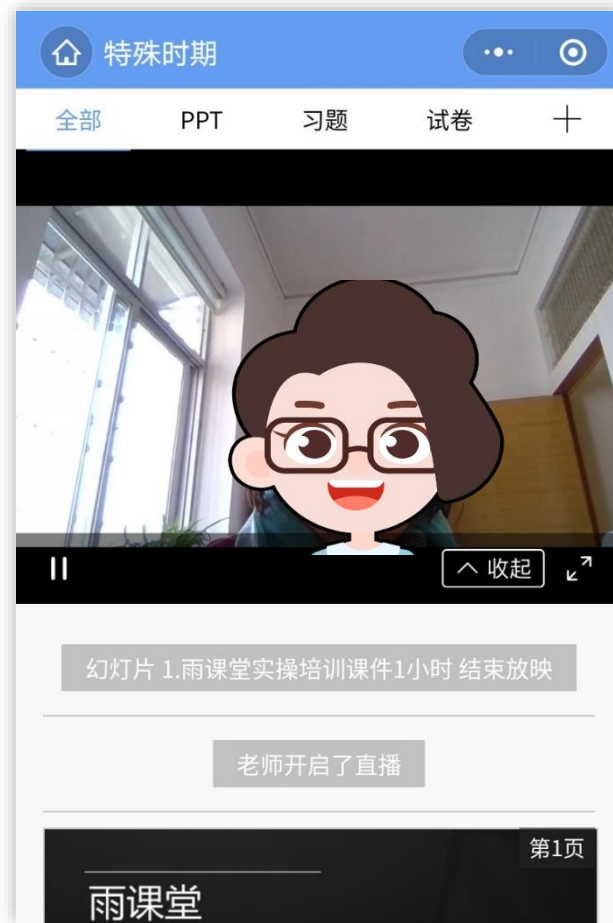 特殊时期
全部 PPT 习题 试卷
收起
幻灯片 1.雨课堂实操培训课件1小时 结束放映
老师开启了直播
第1页
雨课堂